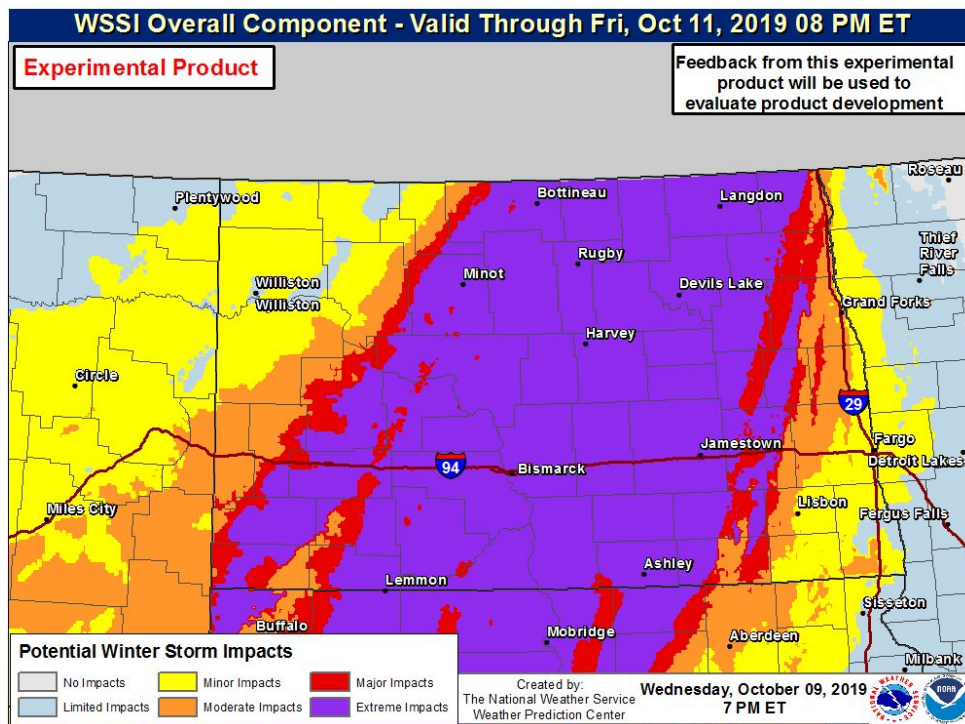 WSSI Overall Component - Valid Through Fri, Oct 11, 2019 08 PM ET
Experimental Product
Feedback from this experimental
product will be used to
evaluate product development
Roseau
Plentywood
Bottineau
Langdon
Thief
River
Falls
Minot
Rugby
Williston
Williston
Devils Lake
Grand Forks
Harvey
Circle
29
Jamestown
Fargo
94
Bismarck
Detroit Lakes
Miles City
Lisbon
Fergus Falls
Ashley
Lemmon
Sisseton
Buffalo
Mobridge
Aberdeen
Milbank
Potential Winter Storm Impacts
No Impacts
Minor Impacts
Major Impacts
Limited Impacts
Moderate Impacts
Extreme Impacts
Created by:
The National Weather Service
Weather Prediction Center
Wednesday, October 09, 2019
7 PM ET
NOAA